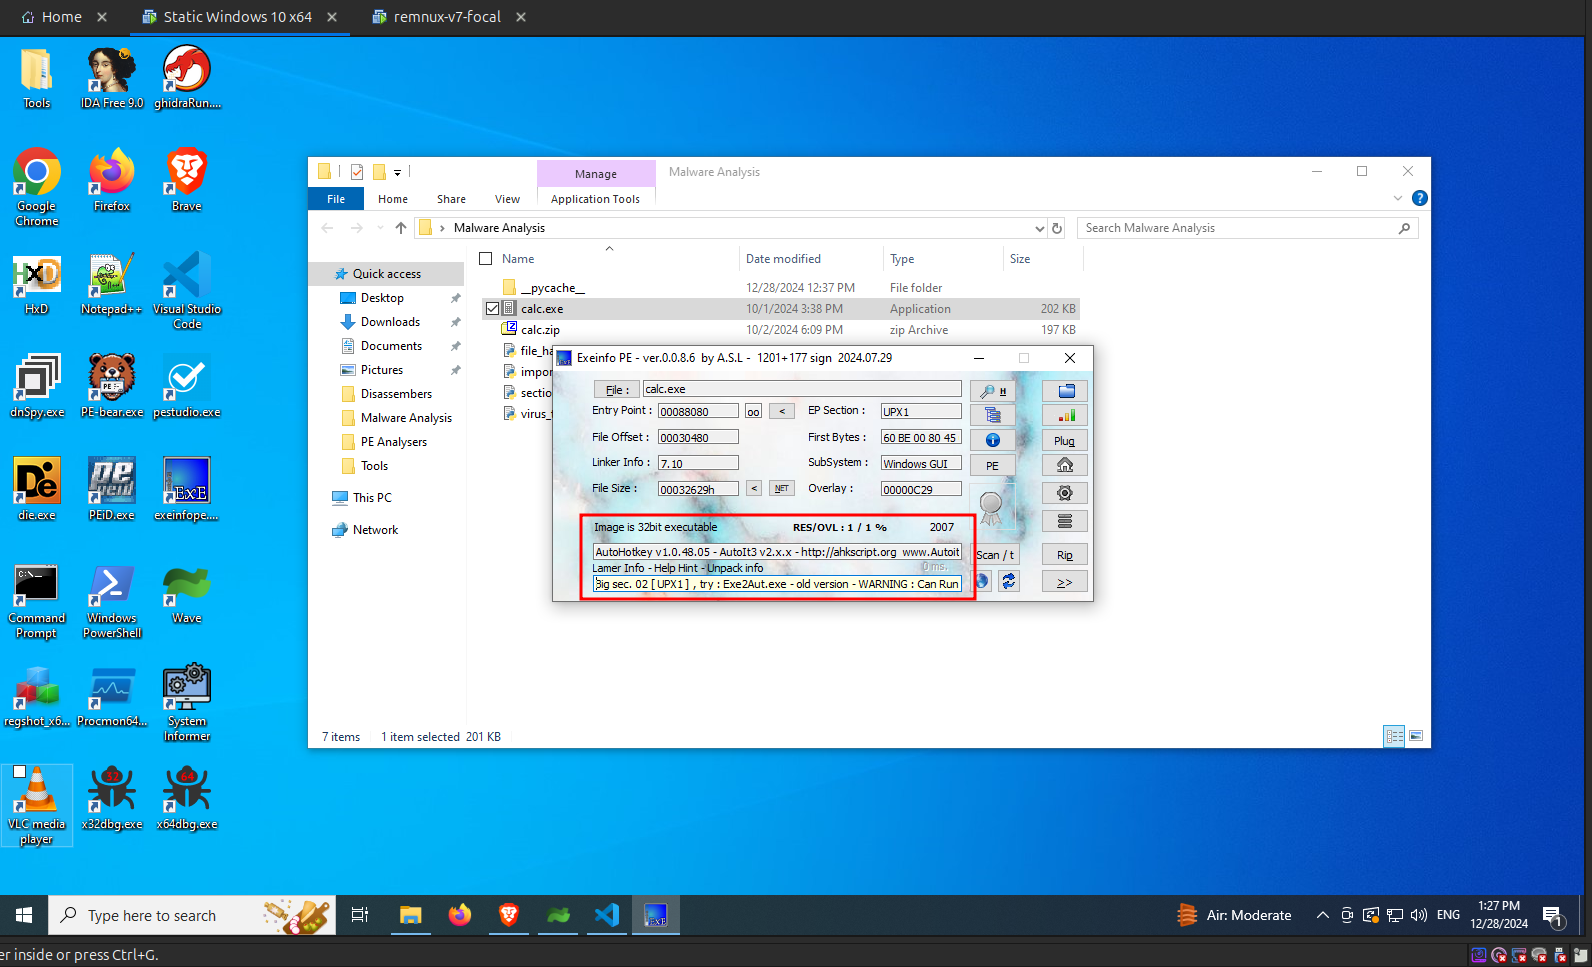 Home
Static Windows 10 x64
remnux-v7-focal
Tools
IDA Free 9.0
ghidraRun....
Google
Chrome
Firefox
Brave
HxD
Notepad++
Visual Studio
Code
dnSpy.exe
PE-bear.exe
pestudio.exe
die.exe
PEiD.exe
exeinfope....
Command
Prompt
Windows
PowerShell
Wave
regshot_x6...
Procmon64...
System
Informer
VLC media
player
x32dbg.exe
x64dbg.exe
Manage
Malware Analysis
File
Home
Share
View
Application Tools
Malware Analysis
Search Malware Analysis
Quick access
Desktop
Downloads
Documents
Pictures
Disassembers
Malware Analysis
PE Analysers
Tools
This PC
Network
Name
Date modified
Type
Size
__pycache__
12/28/2024 12:37 PM
File folder
calc.exe
10/1/2024 3:38 PM
Application
202 KB
calc.zip
10/2/2024 6:09 PM
zip Archive
197 KB
file_ha
impor
sectio
virus_t
Exeinfo PE - ver.0.0.8.6 by A.S.L - 1201+177 sign 2024.07.29
File :
calc.exe
H
Entry Point :
00088080
oo
<
EP Section :
UPX1
File Offset :
00030480
First Bytes :
60 BE 00 80 45
Plug
Linker Info :
7.10
SubSystem :
Windows GUI
PE
File Size :
00032629h
<
NET
Overlay :
00000C29
Image is 32bit executable
RES/OVL : 1 / 1 %
2007
AutoHotkey v1.0.48.05 - AutoIt3 v2.x.x - http://ahkscript.org www.Autoit
Scan / t
Rip
Lamer Info - Help Hint - Unpack info
0 ms.
Big sec. 02 [ UPX1 ] , try : Exe2Aut.exe - old version - WARNING : Can Run
>>
7 items
1 item selected 201 KB
Type here to search
Air: Moderate
ENG
1:27 PM
12/28/2024
1
er inside or press Ctrl+G.